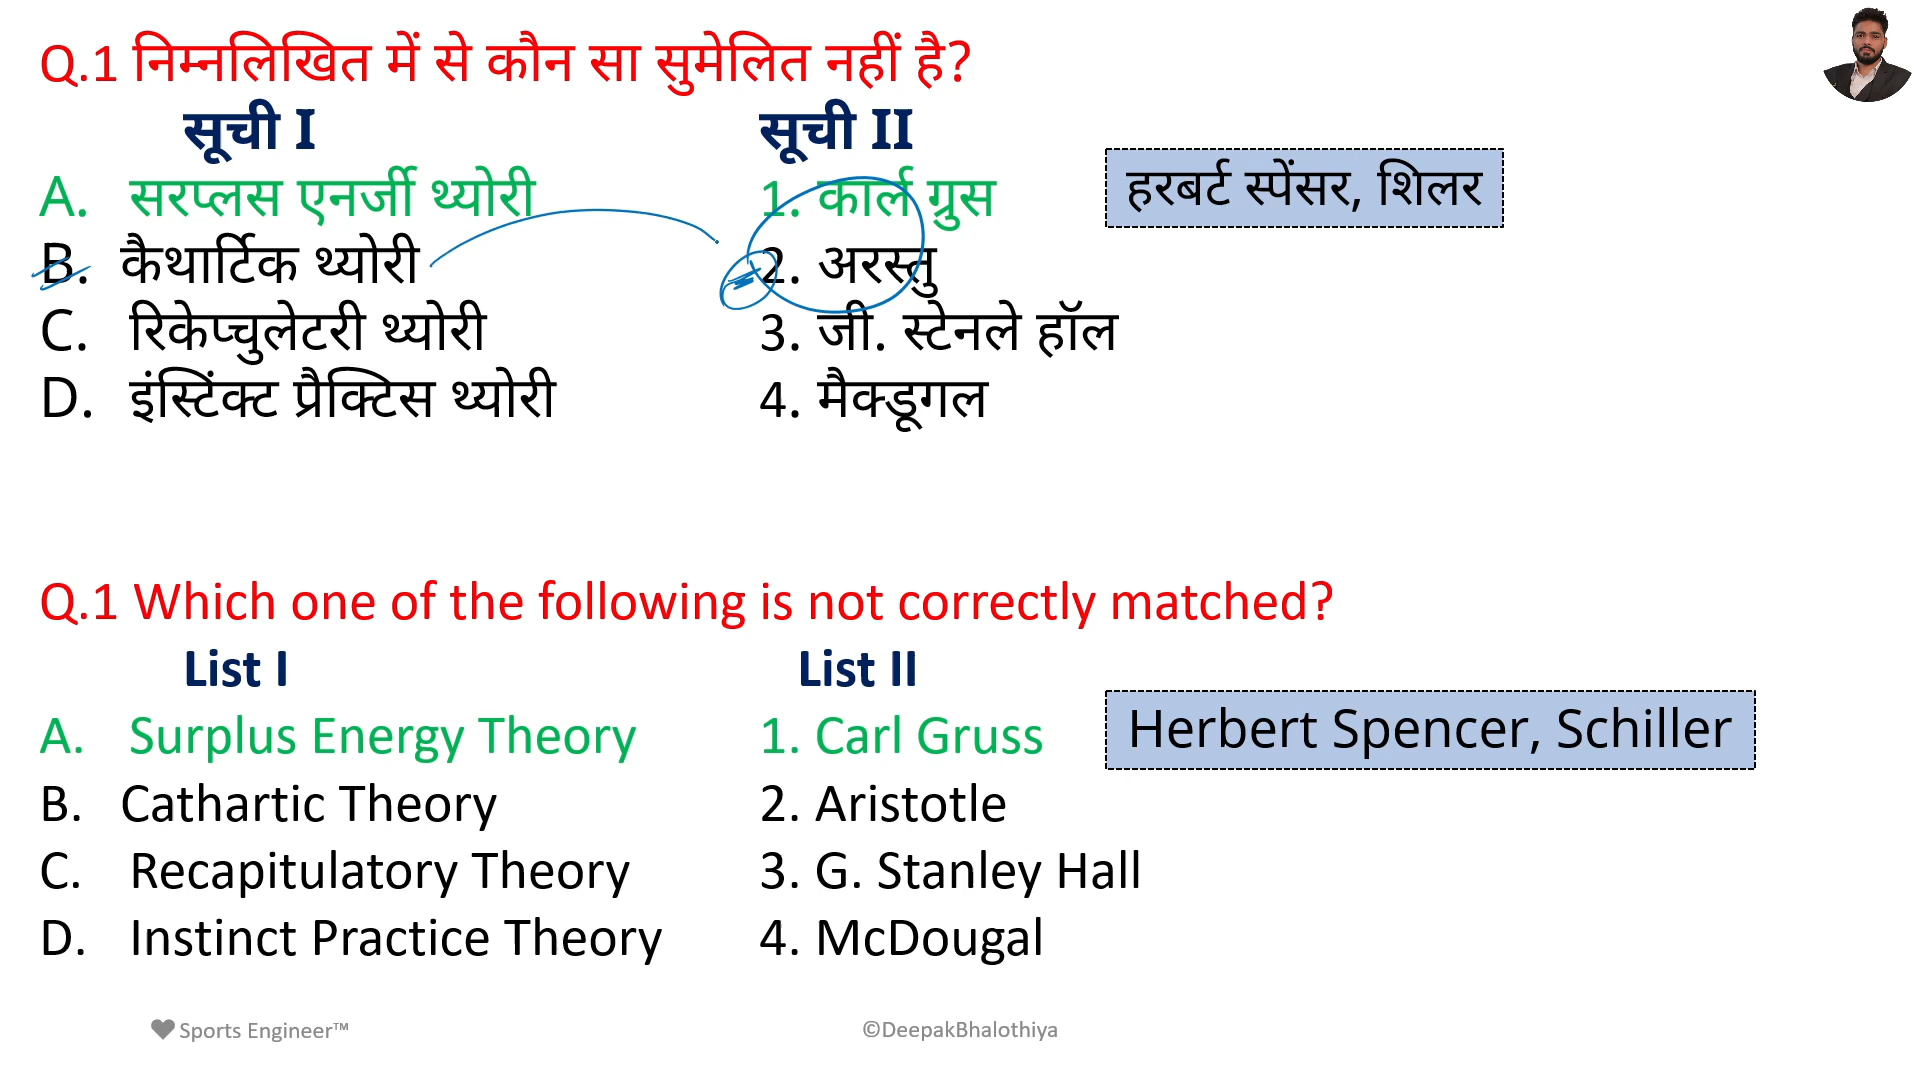 Q.1 निम्नलिखित में से कौन सा सुमेलित नहीं है?
सूची I सूची II
A. सरप्लस एनर्जी थ्योरी 1. कार्ल ग्रुस हरबर्ट स्पेंसर, शिलर
B. कैथार्टिक थ्योरी 2. अरस्तु
C. रिकेप्चुलेटरी थ्योरी 3. जी. स्टेनले हॉल
D. इंस्टिंक्ट प्रैक्टिस थ्योरी 4. मैक्डूगल
Q.1 Which one of the following is not correctly matched?
List I List II
A. Surplus Energy Theory 1. Carl Gruss Herbert Spencer, Schiller
B. Cathartic Theory 2. Aristotle
C. Recapitulatory Theory 3. G. Stanley Hall
D. Instinct Practice Theory 4. McDougal
Sports Engineer™ ©DeepakBhalothiya